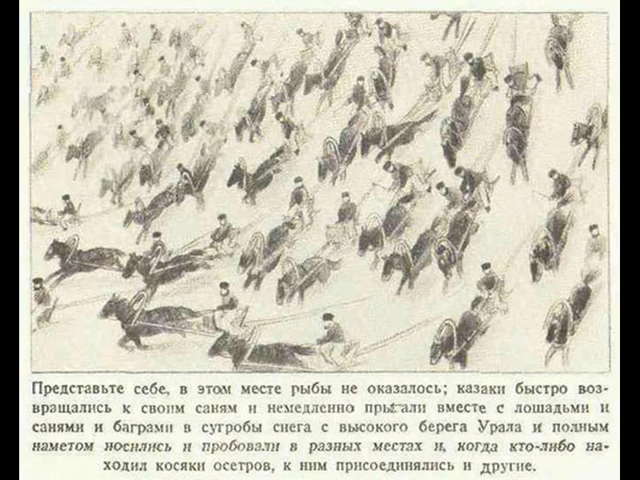 Представьте себе, в этом месте рыбы не оказалось; казаки быстро воз-
вращались к своим саням и немедленно прыгали вместе с лошадьми и
санями и баграми в сугробы снега с высокого берега Урала и полным
наметом носились и пробовали в разных местах и, когда кто-либо на-
ходил косяки осетров, к ним присоединялись и другие.